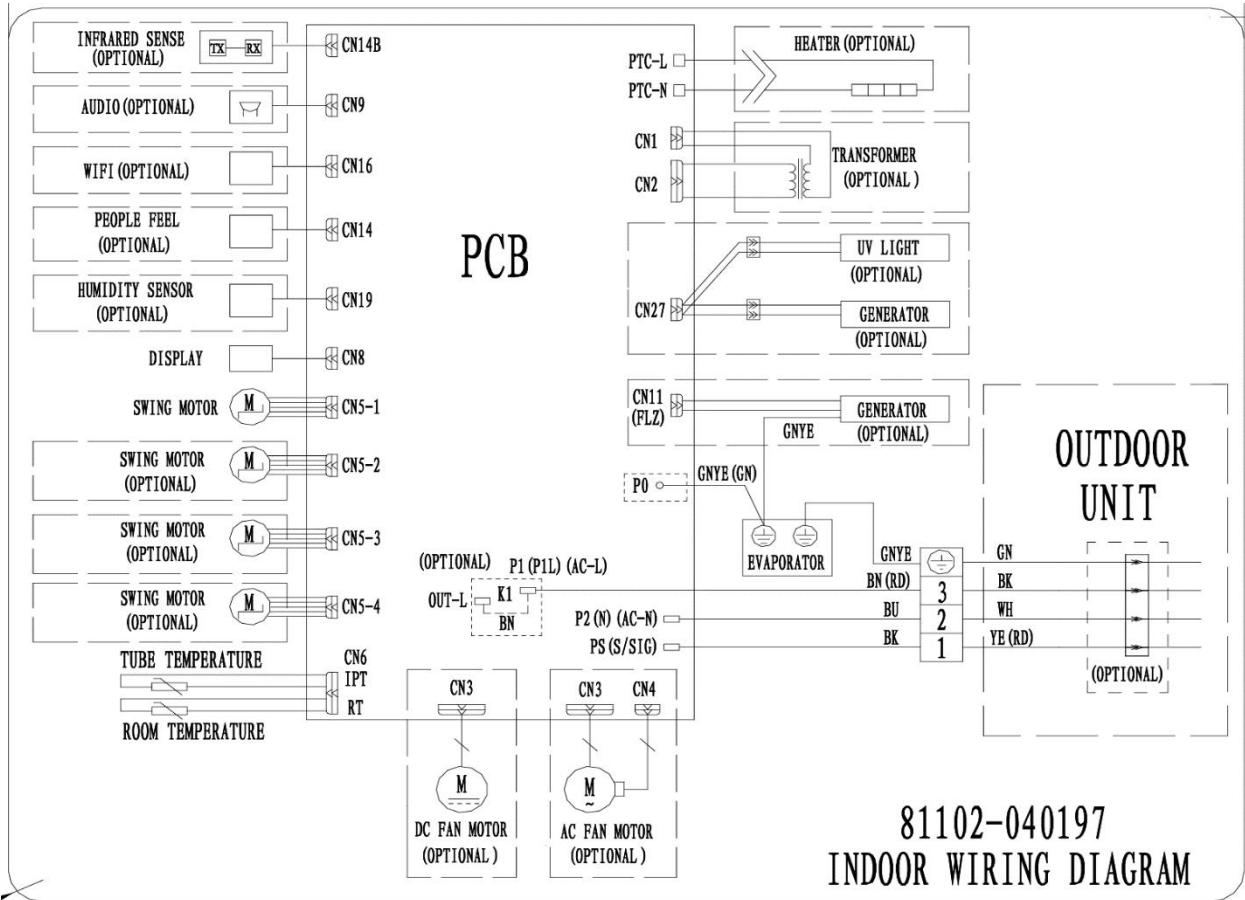 INFRARED SENSE
(OPTIONAL)
TX
RX
CN14B
AUDIO(OPTIONAL)
CN9
WIFI(OPTIONAL)
CN16
PEOPLE FEEL
(OPTIONAL)
CN14
HUMIDITY SENSOR
(OPTIONAL)
CN19
DISPLAY
CN8
SWING MOTOR
M
CN5-1
SWING MOTOR
(OPTIONAL)
M
CN5-2
SWING MOTOR
(OPTIONAL)
M
CN5-3
SWING MOTOR
(OPTIONAL)
M
CN5-4
TUBE TEMPERATURE
CN6
IPT
RT
ROOM TEMPERATURE
PCB
PTC-L
PTC-N
HEATER(OPTIONAL)
CN1
CN2
TRANSFORMER
(OPTIONAL )
CN27
UV LIGHT
(OPTIONAL)
GENERATOR
(OPTIONAL)
CN11
(FLZ)
GENERATOR
(OPTIONAL)
GNYE
P0
GNYE(GN)
EVAPORATOR
(OPTIONAL)
P1(P1L)(AC-L)
OUT-L
K1
BN
P2(N)(AC-N)
PS(S/SIG)
GNYE
BN(RD)
BU
BK
3
2
1
GN
BK
WH
YE(RD)
OUTDOOR
UNIT
(OPTIONAL)
CN3
M
DC FAN MOTOR
(OPTIONAL )
CN3
CN4
M
~
AC FAN MOTOR
(OPTIONAL )
81102-040197
INDOOR WIRING DIAGRAM